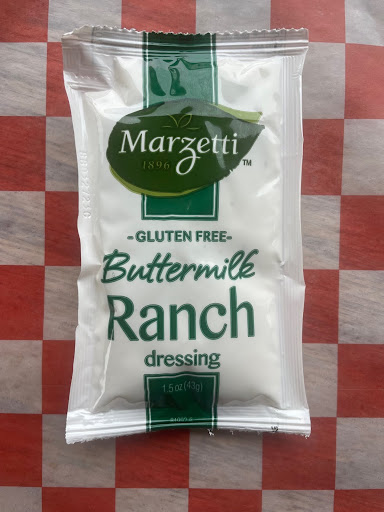 Marzetti
1896 ™
-GLUTEN FREE-
Buttermilk
Ranch
dressing
1.5 oz (43g)